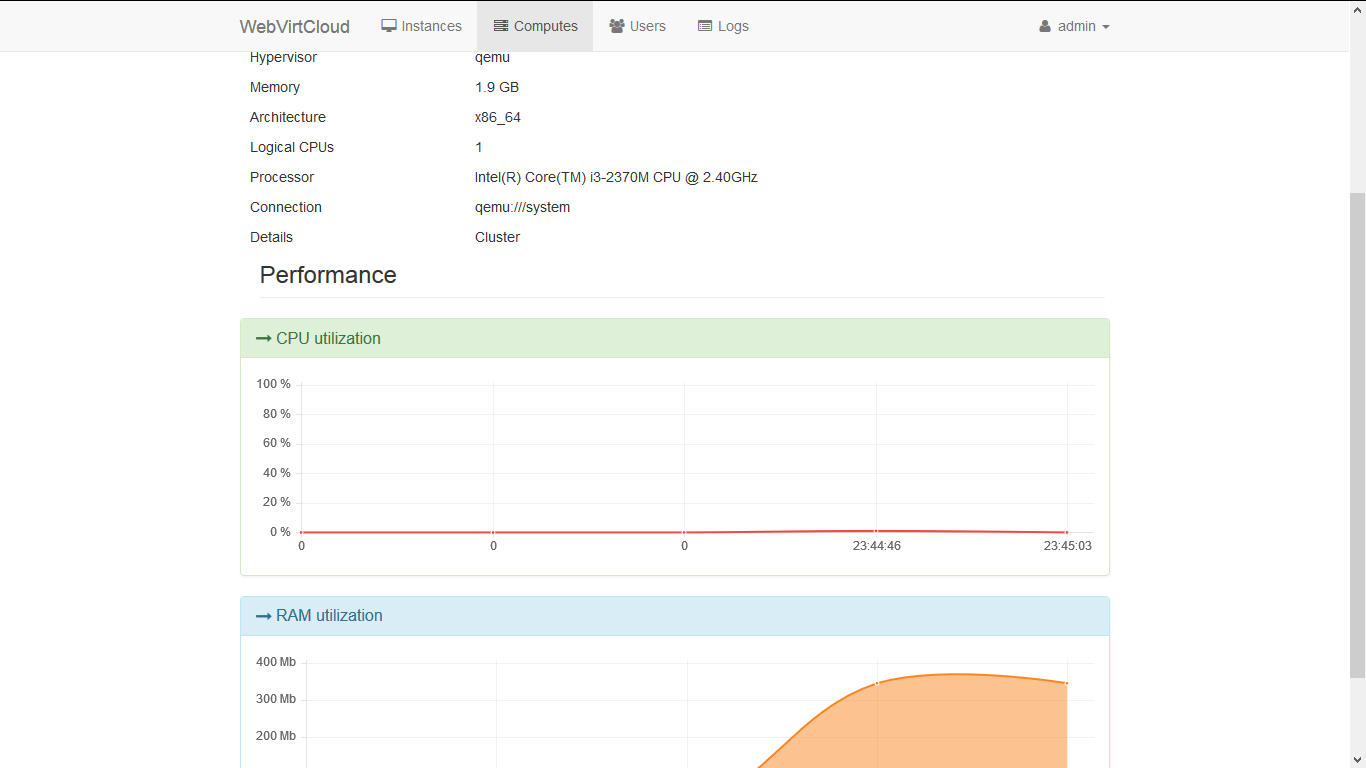 WebVirtCloud Instances Computes Users Logs admin
Hypervisor qemu
Memory 1.9 GB
Architecture x86_64
Logical CPUs 1
Processor Intel(R) Core(TM) i3-2370M CPU @ 2.40GHz
Connection qemu:///system
Details Cluster
Performance
CPU utilization
100 %
80 %
60 %
40 %
20 %
0 %
0 0 0 23:44:46 23:45:03
RAM utilization
400 Mb
300 Mb
200 Mb